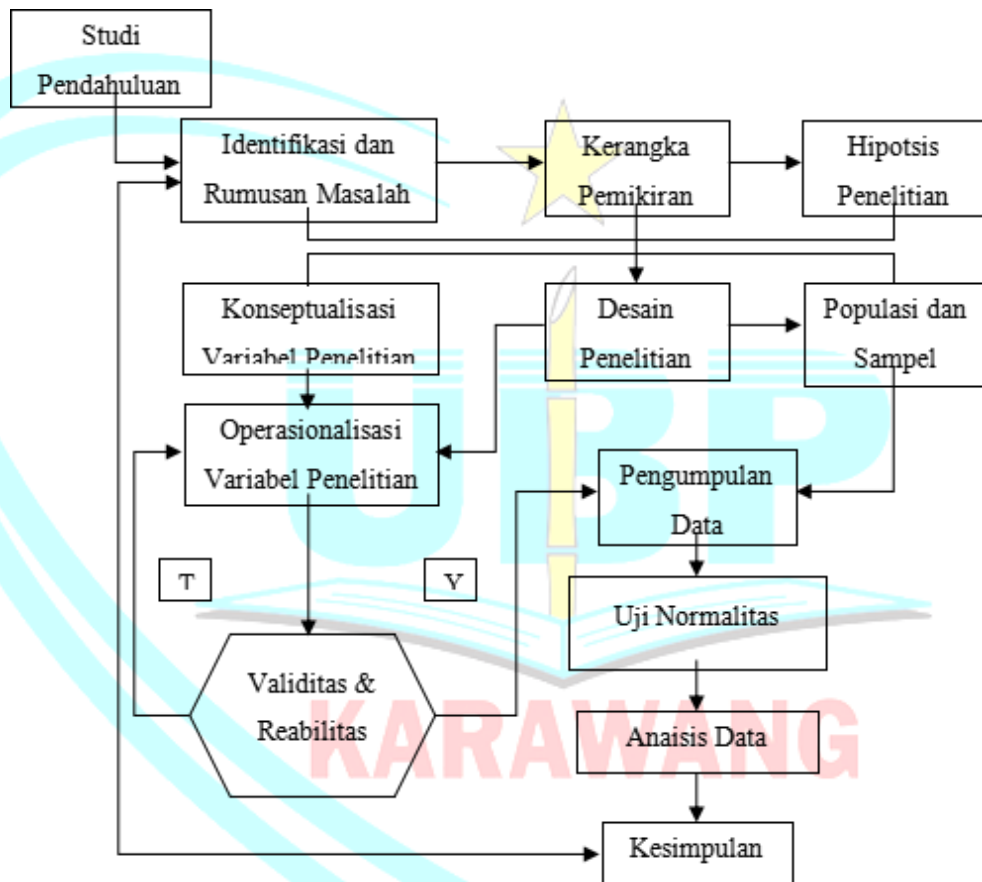 Studi
Pendahuluan
Identifikasi dan
Rumusan Masalah
Kerangka
Pemikiran
Hipotsis
Penelitian
Konseptualisasi
Variabel Penelitian
Desain
Penelitian
Populasi dan
Sampel
Operasionalisasi
Variabel Penelitian
Pengumpulan
Data
T
Y
Uji Normalitas
Validitas &
Reabilitas
Anaisis Data
Kesimpulan
UBP
KARAWANG